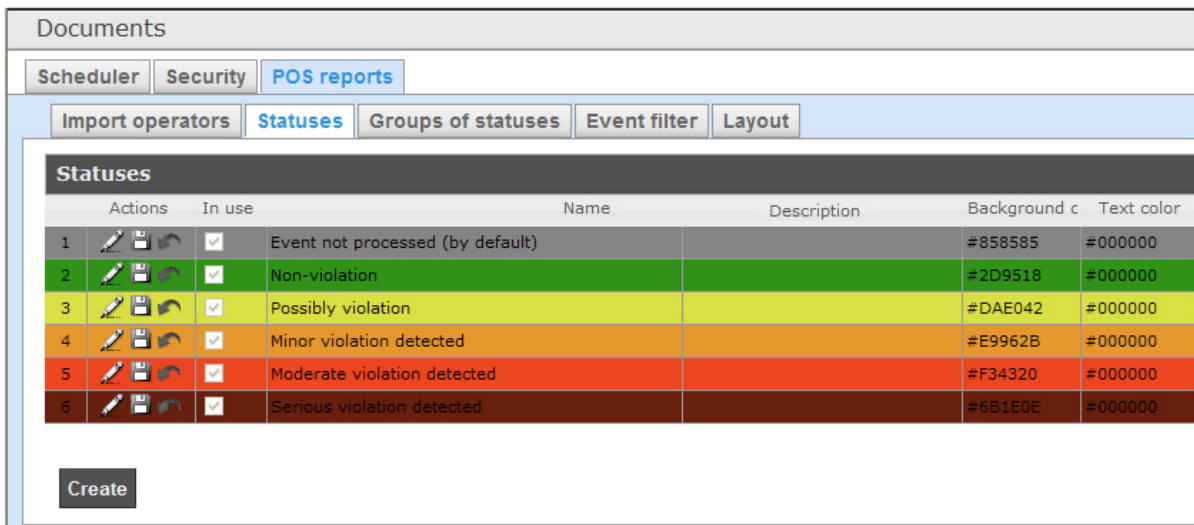 Documents
Scheduler Security POS reports
Import operators Statuses Groups of statuses Event filter Layout
Statuses
Actions In use Name Description Background c Text color
1 Event not processed (by default) #858585 #000000
2 Non-violation #2D9518 #000000
3 Possibly violation #DAE042 #000000
4 Minor violation detected #E9962B #000000
5 Moderate violation detected #F34320 #000000
6 Serious violation detected #6B1E0E #000000
Create